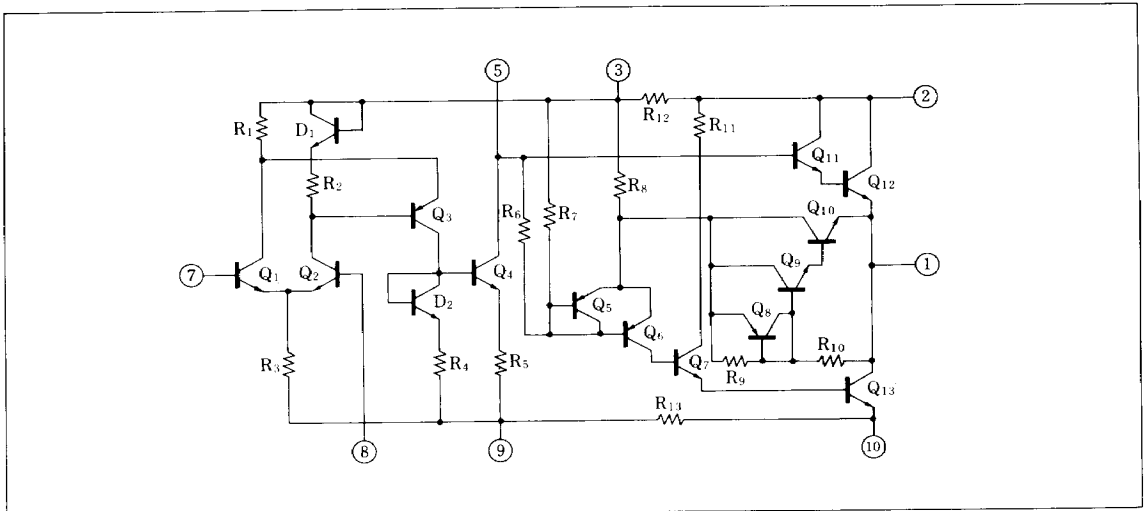 ⑤ ③
R12 ②
R1 D1 R11
Q11
R2 R8 Q12
Q3 R6 R7 Q10
⑦ Q1 Q2 Q4 Q9 ①
D2 Q5
Q6 Q8
R3 R4 R5 Q7 R9 R10
Q13
R13
⑧ ⑨ ⑩